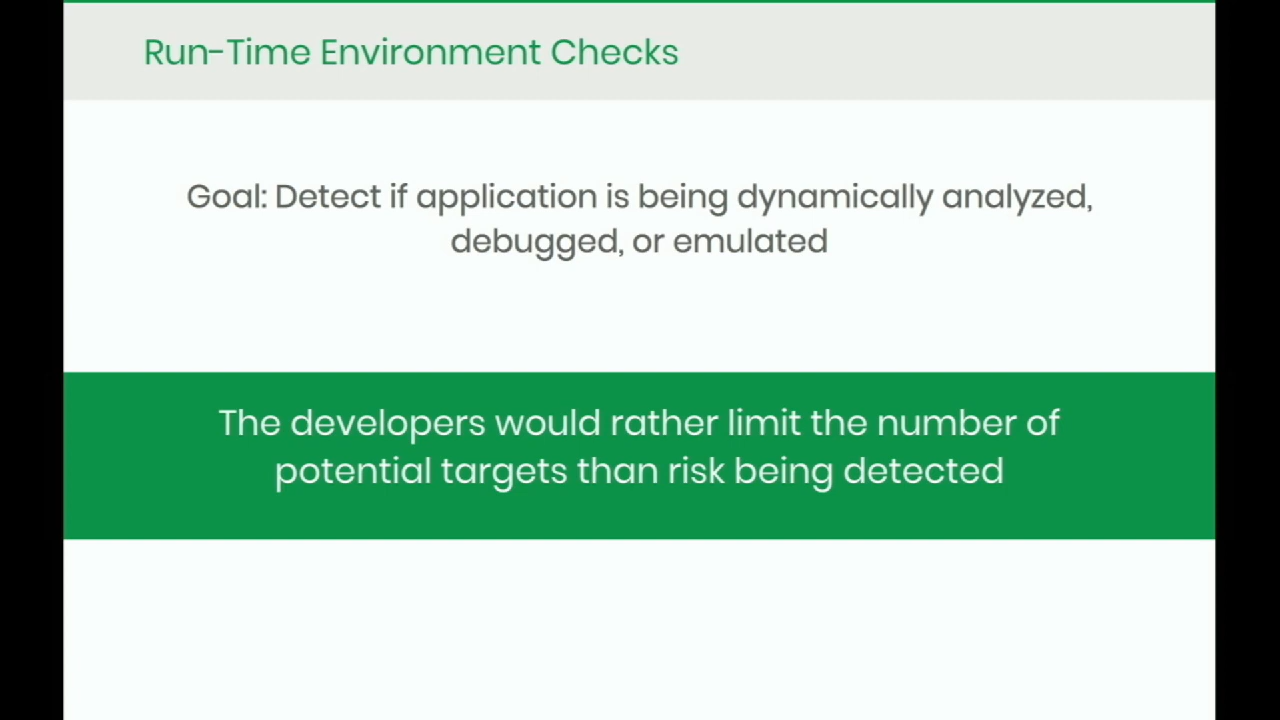 Run-Time Environment Checks
Goal: Detect if application is being dynamically analyzed,
debugged, or emulated
The developers would rather limit the number of
potential targets than risk being detected